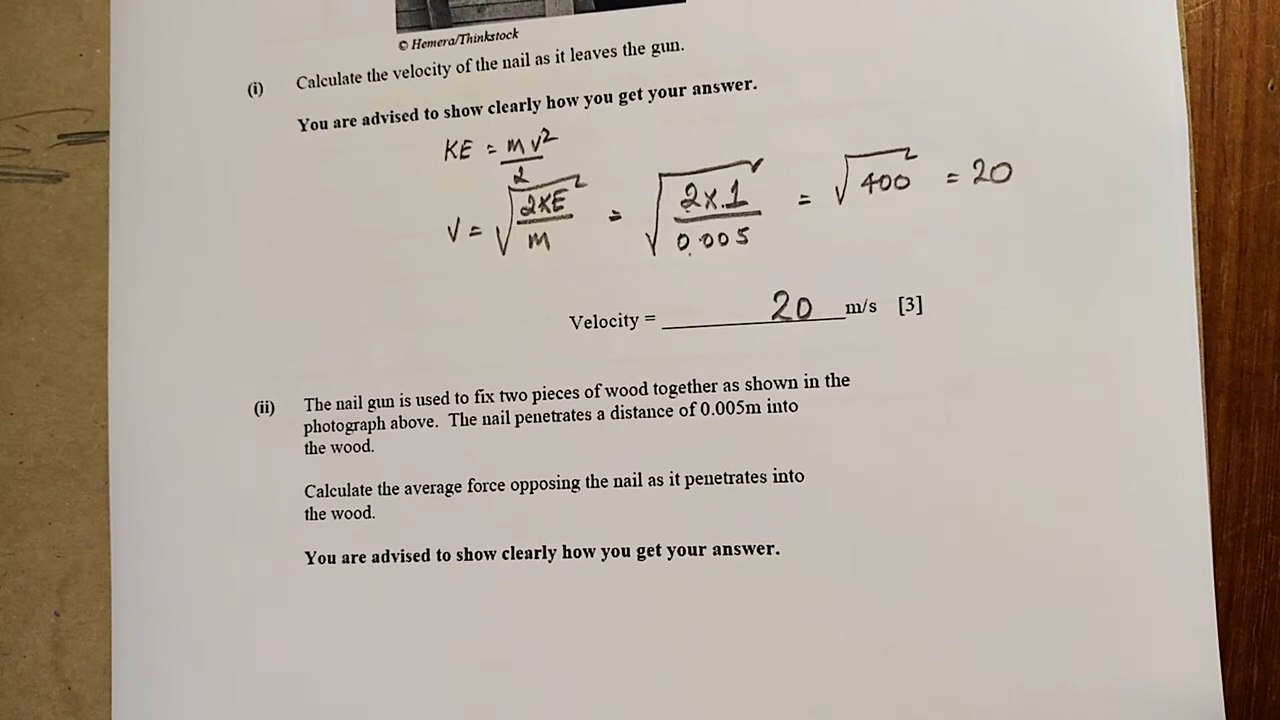 © Hemera/Thinkstock
(i) Calculate the velocity of the nail as it leaves the gun.
You are advised to show clearly how you get your answer.
KE = mv²/2
V = √(2KE/m) = √(2x1/0.005) = √400 = 20
Velocity = 20 m/s [3]
(ii) The nail gun is used to fix two pieces of wood together as shown in the
photograph above. The nail penetrates a distance of 0.005m into
the wood.
Calculate the average force opposing the nail as it penetrates into
the wood.
You are advised to show clearly how you get your answer.